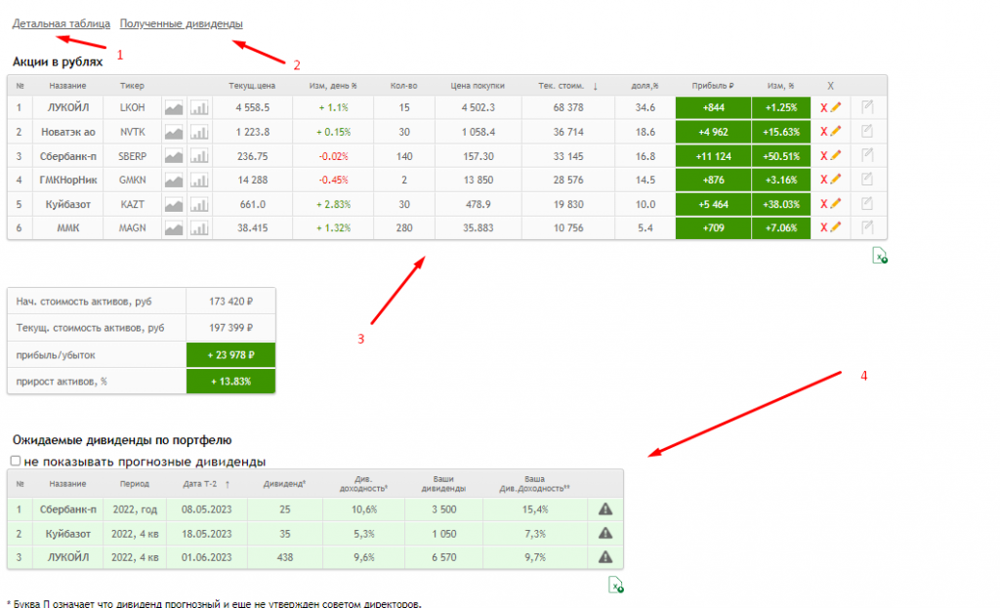 Детальная таблица Полученные дивиденды
1
2
Акции в рублях
№ Название Тикер Текущ.цена Изм, день % Кол-во Цена покупки Тек. стоим. ↓ доля,% Прибыль ₽ Изм, % X
1 ЛУКОЙЛ LKOH 4 558.5 + 1.1% 15 4 502.3 68 378 34.6 +844 +1.25% X
2 Новатэк ао NVTK 1 223.8 + 0.15% 30 1 058.4 36 714 18.6 +4 962 +15.63% X
3 Сбербанк-п SBERP 236.75 -0.02% 140 157.30 33 145 16.8 +11 124 +50.51% X
4 ГМКНорНик GMKN 14 288 -0.45% 2 13 850 28 576 14.5 +876 +3.16% X
5 Куйбазот KAZT 661.0 + 2.83% 30 478.9 19 830 10.0 +5 464 +38.03% X
6 ММК MAGN 38.415 + 1.32% 280 35.883 10 756 5.4 +709 +7.06% X
Нач. стоимость активов, руб 173 420 ₽
Текущ. стоимость активов, руб 197 399 ₽
прибыль/убыток + 23 978 ₽
прирост активов, % + 13.83%
3
4
Ожидаемые дивиденды по портфелю
не показывать прогнозные дивиденды
№ Название Период Дата Т-2 ↑ Дивиденд* Див. Ваши Ваша
доходность* дивиденды Див.Доходность**
1 Сбербанк-п 2022, год 08.05.2023 25 10,6% 3 500 15,4%
2 Куйбазот 2022, 4 кв 18.05.2023 35 5,3% 1 050 7,3%
3 ЛУКОЙЛ 2022, 4 кв 01.06.2023 438 9,6% 6 570 9,7%
* Буква П означает что дивиденд прогнозный и еще не утвержден советом директоров.